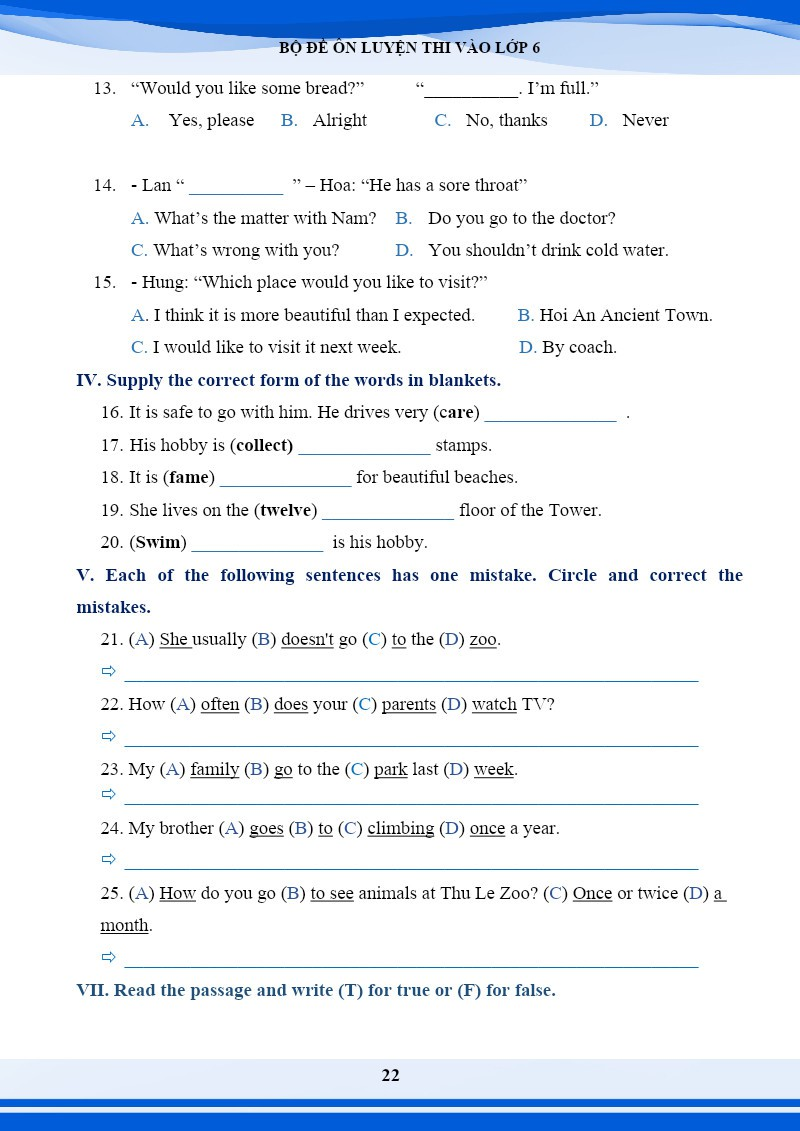 BỘ ĐỀ ÔN LUYỆN THI VÀO LỚP 6
13. “Would you like some bread?” “__________. I’m full.”
A. Yes, please B. Alright C. No, thanks D. Never
14. - Lan “ __________ ” – Hoa: “He has a sore throat”
A. What’s the matter with Nam? B. Do you go to the doctor?
C. What’s wrong with you? D. You shouldn’t drink cold water.
15. - Hung: “Which place would you like to visit?”
A. I think it is more beautiful than I expected. B. Hoi An Ancient Town.
C. I would like to visit it next week. D. By coach.
IV. Supply the correct form of the words in blankets.
16. It is safe to go with him. He drives very (care) ______________ .
17. His hobby is (collect) ______________ stamps.
18. It is (fame) ______________ for beautiful beaches.
19. She lives on the (twelve) ______________ floor of the Tower.
20. (Swim) ______________ is his hobby.
V. Each of the following sentences has one mistake. Circle and correct the
mistakes.
21. (A) She usually (B) doesn't go (C) to the (D) zoo.
⇨ ______________________________
22. How (A) often (B) does your (C) parents (D) watch TV?
⇨ ______________________________
23. My (A) family (B) go to the (C) park last (D) week.
⇨ ______________________________
24. My brother (A) goes (B) to (C) climbing (D) once a year.
⇨ ______________________________
25. (A) How do you go (B) to see animals at Thu Le Zoo? (C) Once or twice (D) a
month.
⇨ ______________________________
VII. Read the passage and write (T) for true or (F) for false.
22